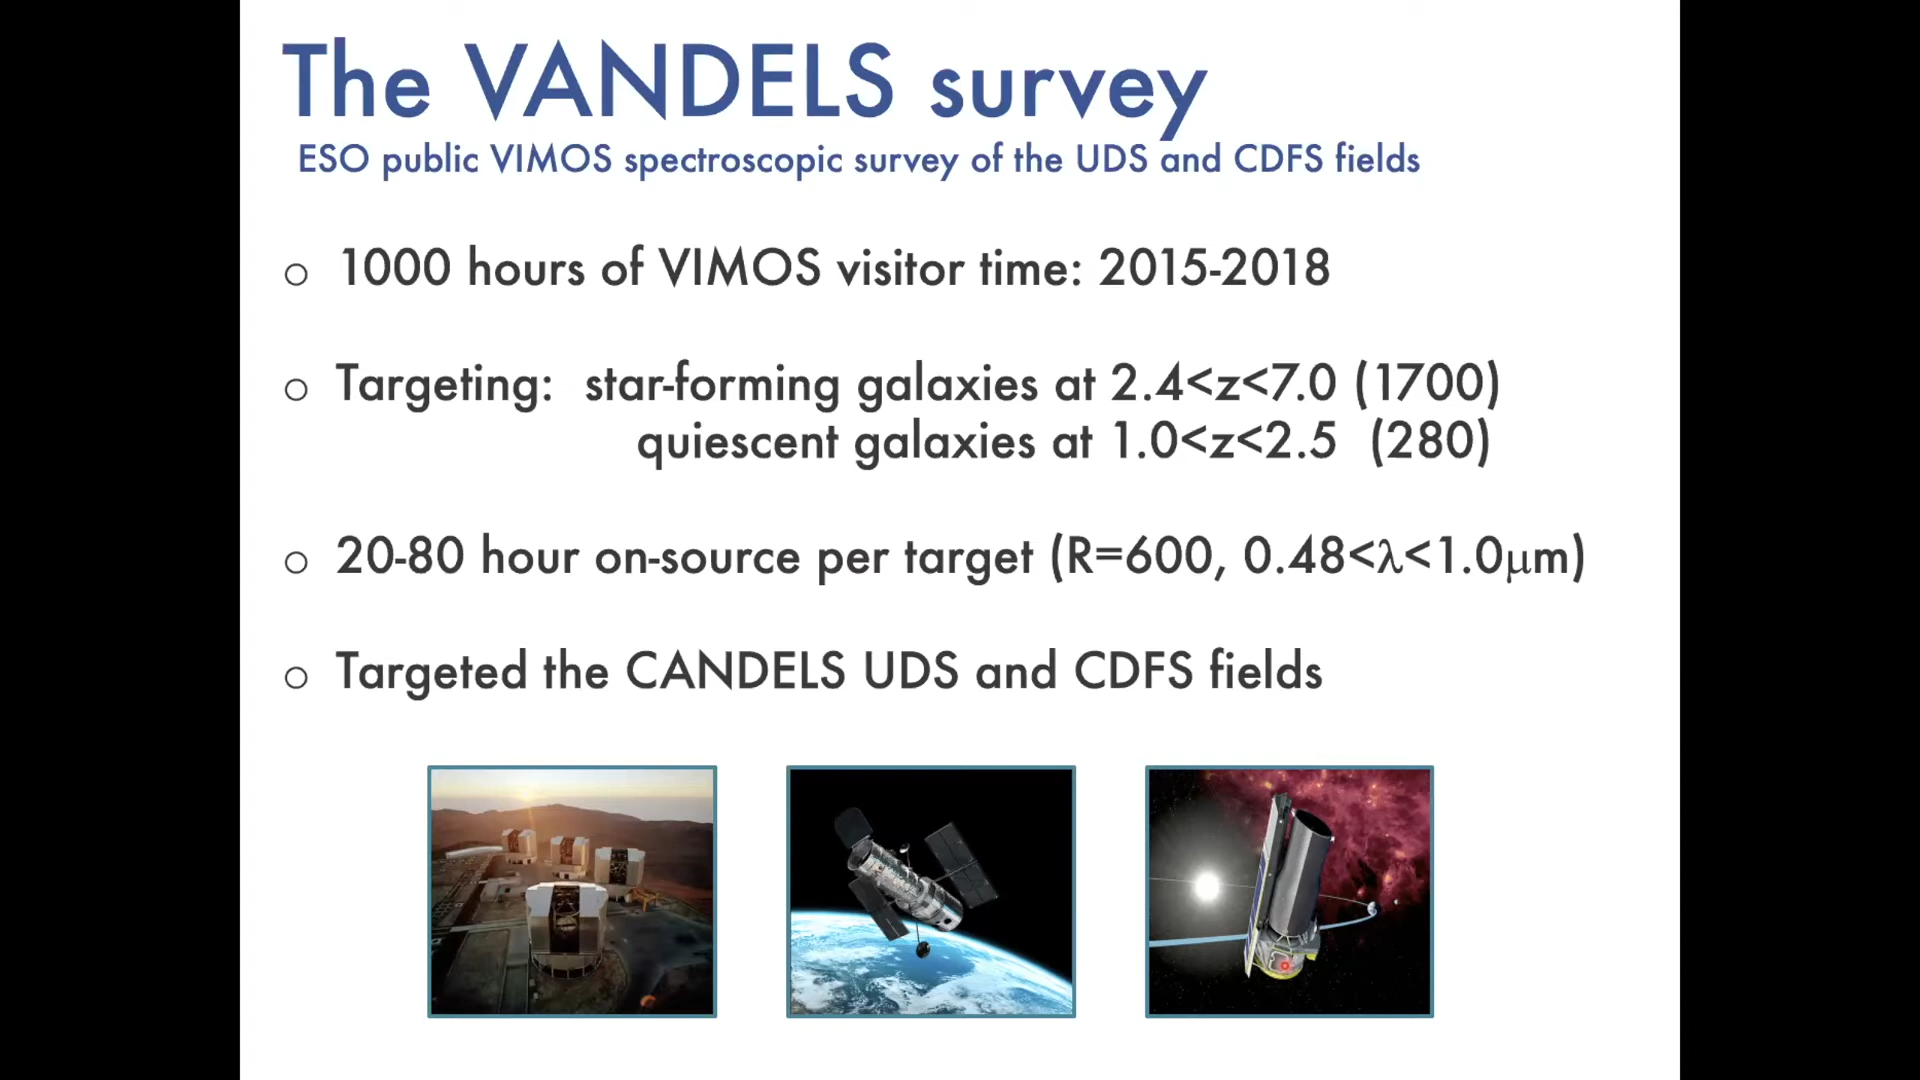 The VANDELS survey
ESO public VIMOS spectroscopic survey of the UDS and CDFS fields
1000 hours of VIMOS visitor time: 2015-2018
Targeting: star-forming galaxies at 2.4<z<7.0 (1700)
quiescent galaxies at 1.0<z<2.5 (280)
20-80 hour on-source per target (R=600, 0.48<λ<1.0μm)
Targeted the CANDELS UDS and CDFS fields